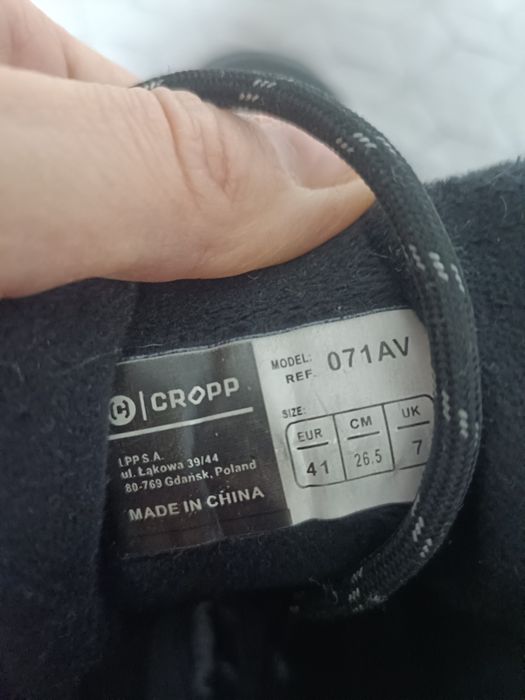 CROPP
LPP S.A.
ul. Łąkowa 39/44
80-769 Gdańsk, Poland
MADE IN CHINA
MODEL:
REF. 071AV
SIZE:
EUR CM UK
41 26.5 7